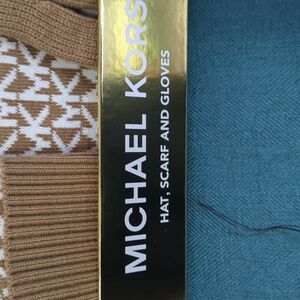 MICHAEL KORS
HAT, SCARF AND GLOVES